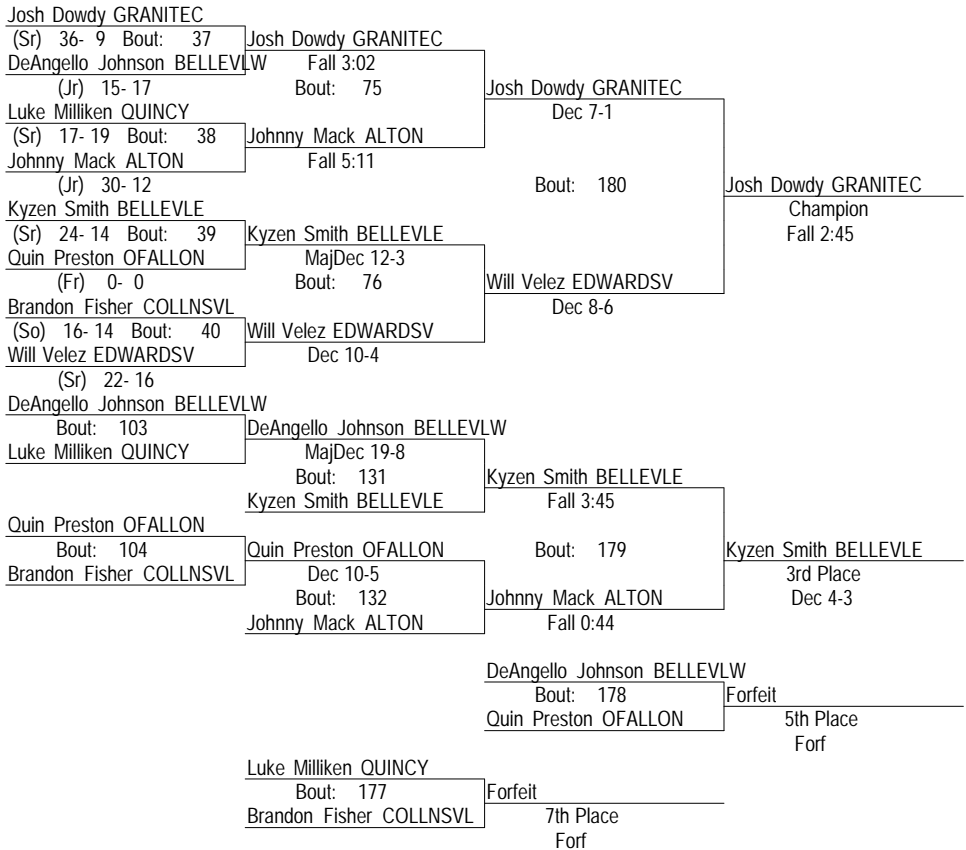 Josh Dowdy GRANITEC
(Sr) 36- 9 Bout: 37 Josh Dowdy GRANITEC
DeAngello Johnson BELLEVLW Fall 3:02
(Jr) 15- 17 Bout: 75 Josh Dowdy GRANITEC
Luke Milliken QUINCY Dec 7-1
(Sr) 17- 19 Bout: 38 Johnny Mack ALTON
Johnny Mack ALTON Fall 5:11
(Jr) 30- 12 Bout: 180 Josh Dowdy GRANITEC
Kyzen Smith BELLEVLE Champion
(Sr) 24- 14 Bout: 39 Kyzen Smith BELLEVLE Fall 2:45
Quin Preston OFALLON MajDec 12-3
(Fr) 0- 0 Bout: 76 Will Velez EDWARDSV
Brandon Fisher COLLNSVL Dec 8-6
(So) 16- 14 Bout: 40 Will Velez EDWARDSV
Will Velez EDWARDSV Dec 10-4
(Sr) 22- 16
DeAngello Johnson BELLEVLW
Bout: 103 DeAngello Johnson BELLEVLW
Luke Milliken QUINCY MajDec 19-8
Bout: 131 Kyzen Smith BELLEVLE
Kyzen Smith BELLEVLE Fall 3:45
Quin Preston OFALLON
Bout: 104 Quin Preston OFALLON Bout: 179 Kyzen Smith BELLEVLE
Brandon Fisher COLLNSVL Dec 10-5 3rd Place
Bout: 132 Johnny Mack ALTON Dec 4-3
Johnny Mack ALTON Fall 0:44
DeAngello Johnson BELLEVLW
Bout: 178 Forfeit
Quin Preston OFALLON 5th Place
Forf
Luke Milliken QUINCY
Bout: 177 Forfeit
Brandon Fisher COLLNSVL 7th Place
Forf